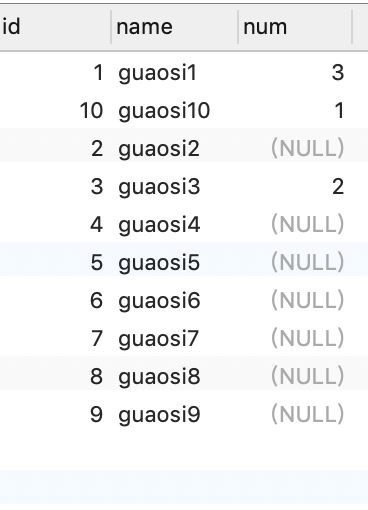 id name num
1 guaosi1 3
10 guaosi10 1
2 guaosi2 (NULL)
3 guaosi3 2
4 guaosi4 (NULL)
5 guaosi5 (NULL)
6 guaosi6 (NULL)
7 guaosi7 (NULL)
8 guaosi8 (NULL)
9 guaosi9 (NULL)